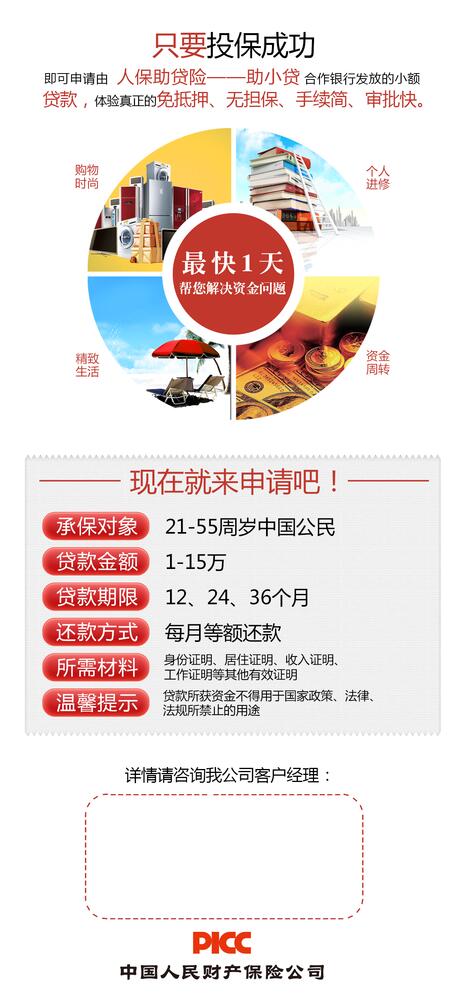 只要投保成功
即可申请由 人保助贷险——助小贷 合作银行发放的小额
贷款，体验真正的免抵押、无担保、手续简、审批快。
购物
时尚
个人
进修
最快1天
帮您解决资金问题
精致
生活
资金
周转
现在就来申请吧！
承保对象 21-55周岁中国公民
贷款金额 1-15万
贷款期限 12、24、36个月
还款方式 每月等额还款
所需材料 身份证明、居住证明、收入证明、
工作证明等其他有效证明
温馨提示 贷款所获资金不得用于国家政策、法律、
法规所禁止的用途
详情请咨询我公司客户经理：
PICC
中国人民财产保险公司